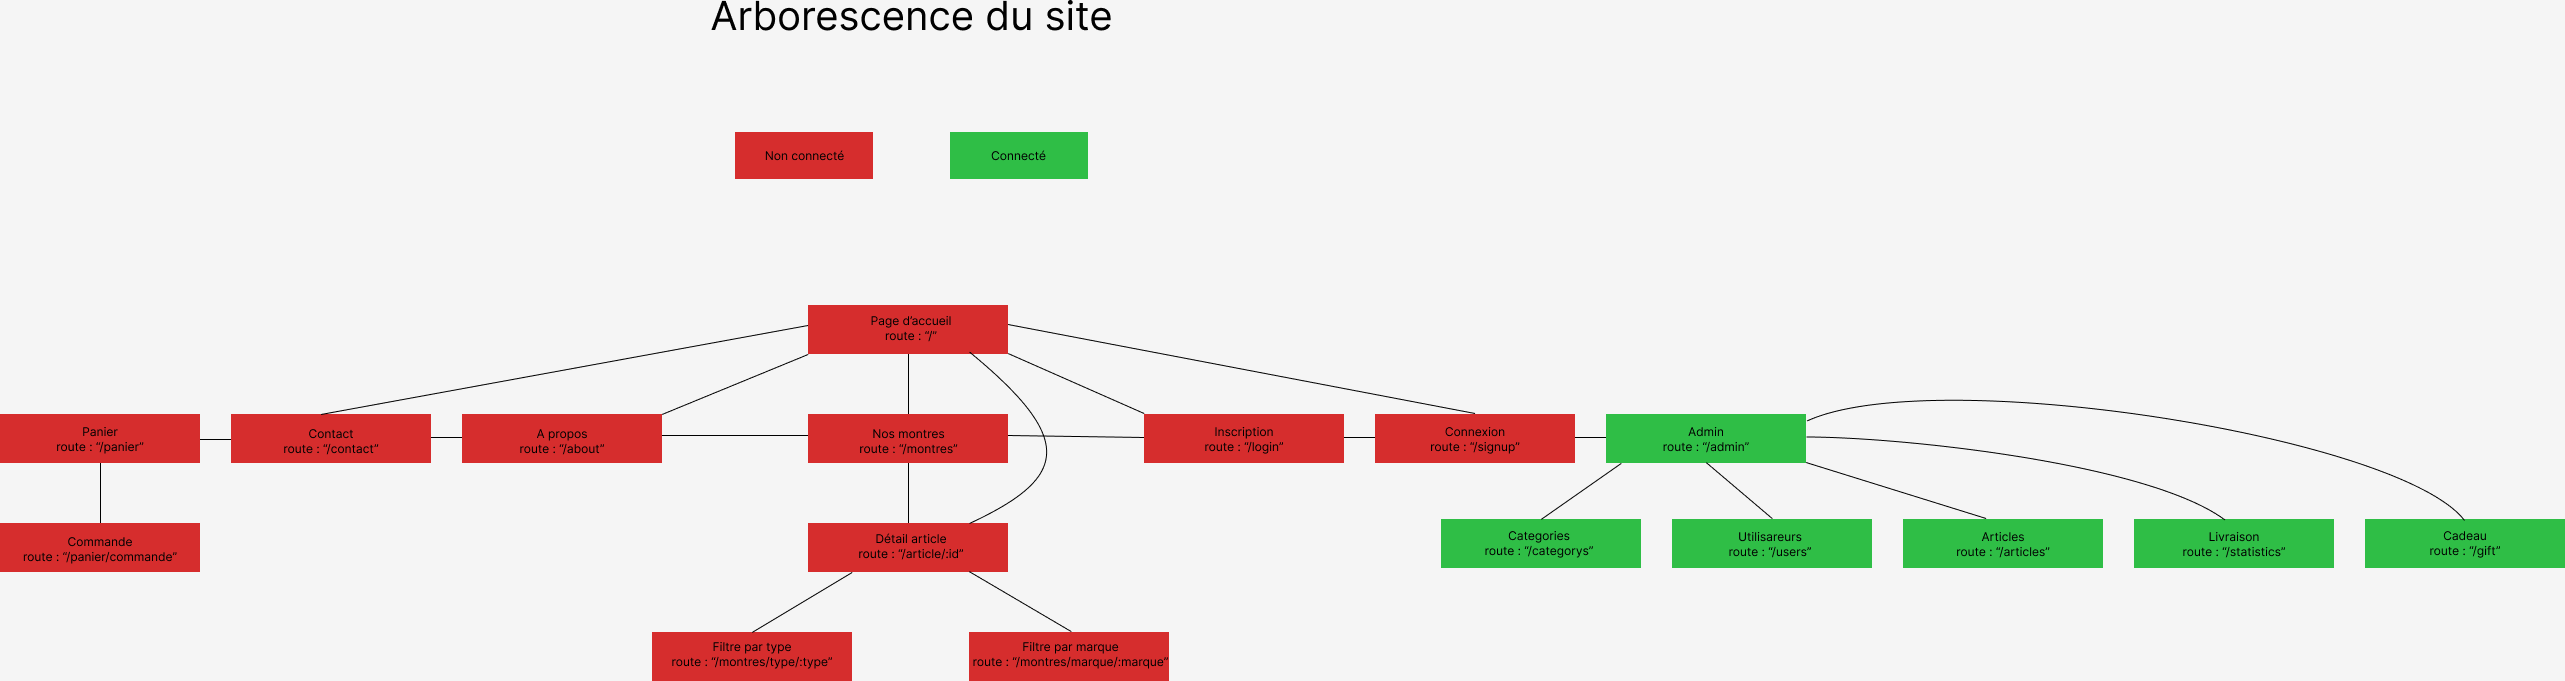 Arborescence du site
Non connecté
Connecté
Page d’accueil
route : “/”
Panier
route : “/panier”
Contact
route : “/contact”
A propos
route : “/about”
Nos montres
route : “/montres”
Inscription
route : “/login”
Connexion
route : “/signup”
Admin
route : “/admin”
Commande
route : “/panier/commande”
Détail article
route : “/article/:id”
Categories
route : “/categorys”
Utilisareurs
route : “/users”
Articles
route : “/articles”
Livraison
route : “/statistics”
Cadeau
route : “/gift”
Filtre par type
route : “/montres/type/:type”
Filtre par marque
route : “/montres/marque/:marque”